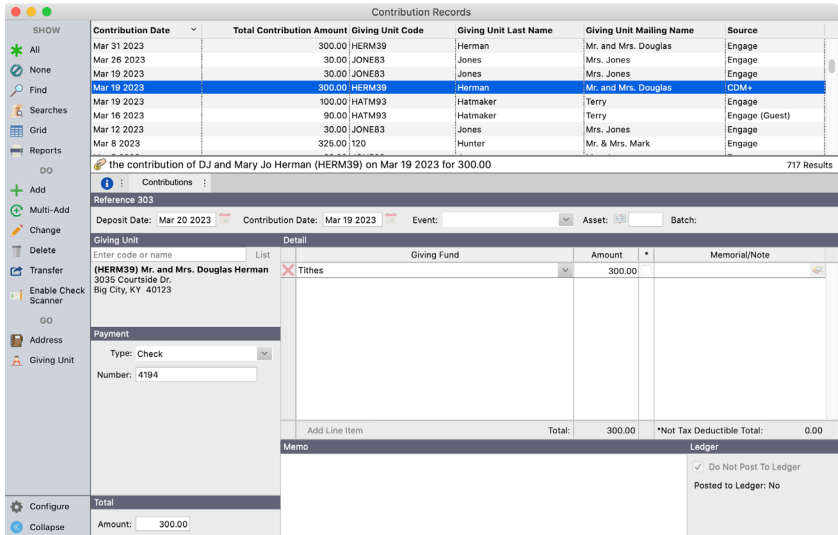 Contribution Records
SHOW
All
None
Find
Searches
Grid
Reports
DO
Add
Multi-Add
Change
Delete
Transfer
Enable Check
Scanner
GO
Address
Giving Unit
Configure
Collapse
Contribution Date Total Contribution Amount Giving Unit Code Giving Unit Last Name Giving Unit Mailing Name Source
Mar 31 2023 300.00 HERM39 Herman Mr. and Mrs. Douglas Engage
Mar 26 2023 30.00 JONE83 Jones Mrs. Jones Engage
Mar 19 2023 30.00 JONE83 Jones Mrs. Jones Engage
Mar 19 2023 300.00 HERM39 Herman Mr. and Mrs. Douglas CDM+
Mar 19 2023 100.00 HATM93 Hatmaker Terry Engage
Mar 16 2023 90.00 HATM93 Hatmaker Terry Engage (Guest)
Mar 12 2023 30.00 JONE83 Jones Mrs. Jones Engage
Mar 8 2023 325.00 120 Hunter Mr. & Mrs. Mark Engage
the contribution of DJ and Mary Jo Herman (HERM39) on Mar 19 2023 for 300.00 717 Results
Contributions
Reference 303
Deposit Date: Mar 20 2023 Contribution Date: Mar 19 2023 Event: Asset: Batch:
Giving Unit
Enter code or name List
(HERM39) Mr. and Mrs. Douglas Herman
3035 Courtside Dr.
Big City, KY 40123
Payment
Type: Check
Number: 4194
Total
Amount: 300.00
Detail
Giving Fund Amount * Memorial/Note
Tithes 300.00
Add Line Item Total: 300.00 *Not Tax Deductible Total: 0.00
Memo
Ledger
Do Not Post To Ledger
Posted to Ledger: No